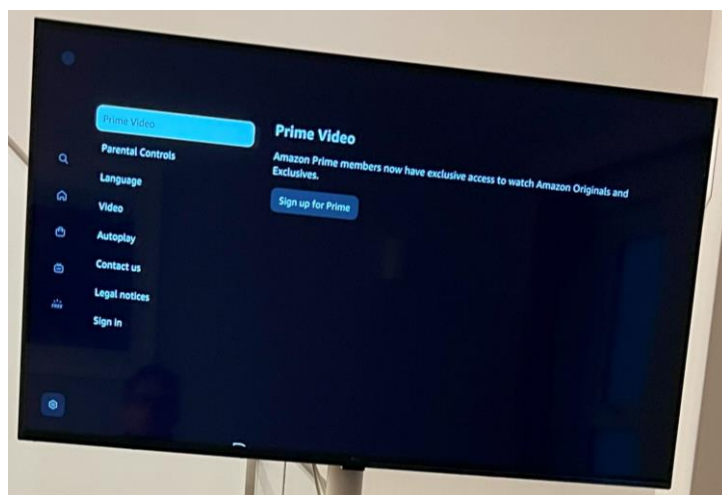 Prime Video
Parental Controls
Language
Video
Autoplay
Contact us
Legal notices
Sign In
Prime Video
Amazon Prime members now have exclusive access to watch Amazon Originals and
Exclusives.
Sign up for Prime